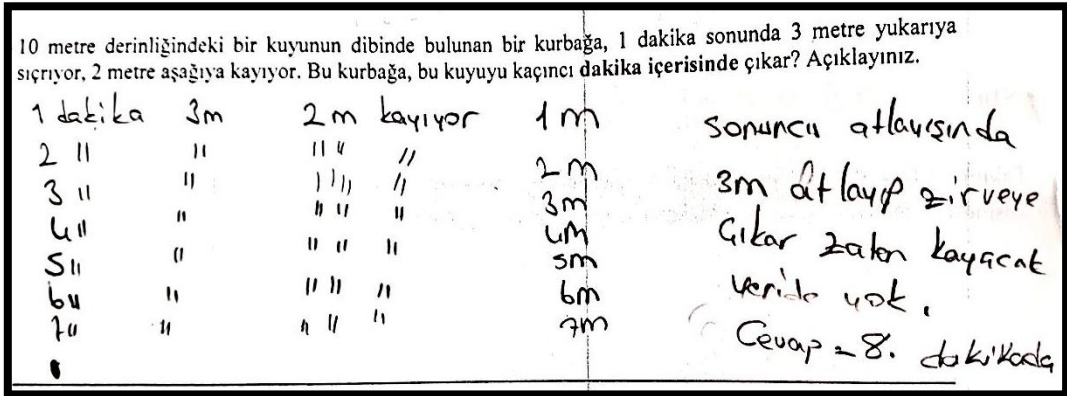 10 metre derinliğindeki bir kuyunun dibinde bulunan bir kurbağa, 1 dakika sonunda 3 metre yukarıya
sıçrıyor, 2 metre aşağıya kayıyor. Bu kurbağa, bu kuyuyu kaçıncı dakika içerisinde çıkar? Açıklayınız.
1 dakika 3m 2m kayıyor 1m
2 " " " " " 2m
3 " " " " " 3m
4 " " " " " 4m
5 " " " " " 5m
6 " " " " " 6m
7 " " " " " 7m
sonuncu atlayışında
3m atlayıp zirveye
çıkar zaten kayacak
yeride yok.
Cevap = 8. dakikada